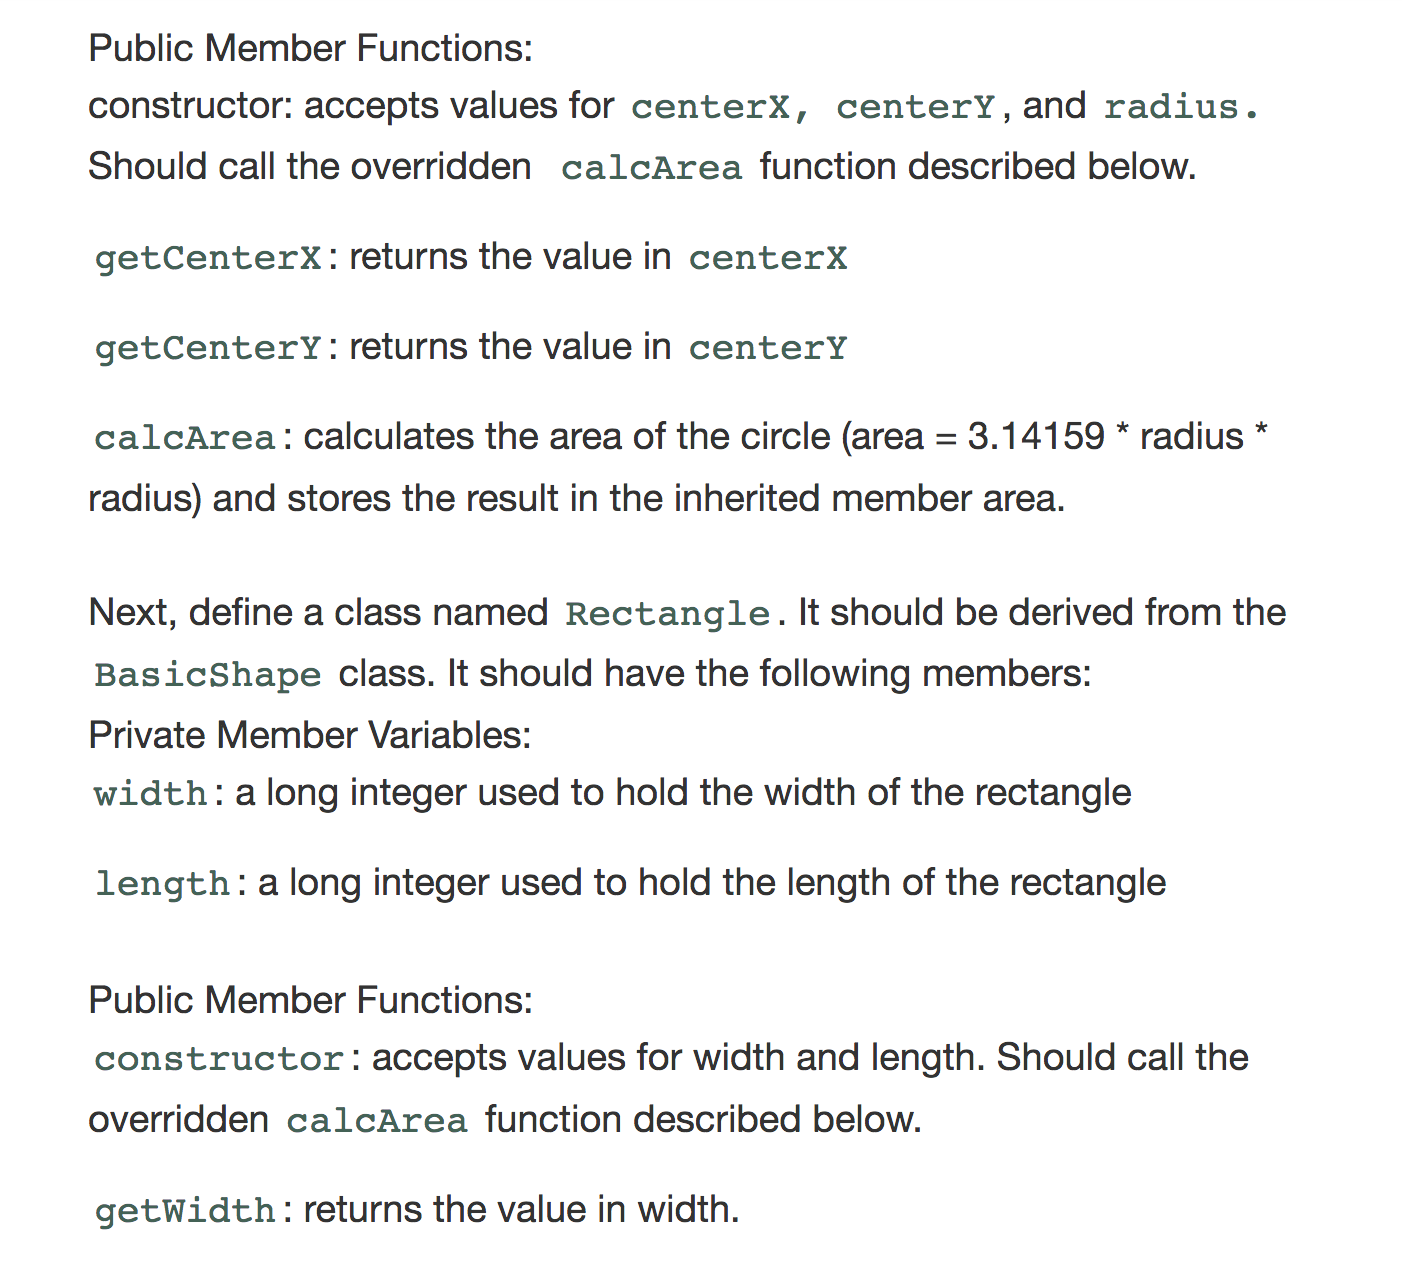 Public Member Functions:
constructor: accepts values for centerX, centerY, and radius.
Should call the overridden calcArea function described below.
getCenterX: returns the value in centerX
getCenterY: returns the value in centerY
calcArea: calculates the area of the circle (area = 3.14159 * radius *
radius) and stores the result in the inherited member area.
Next, define a class named Rectangle. It should be derived from the
BasicShape class. It should have the following members:
Private Member Variables:
width: a long integer used to hold the width of the rectangle
length: a long integer used to hold the length of the rectangle
Public Member Functions:
constructor: accepts values for width and length. Should call the
overridden calcArea function described below.
getWidth: returns the value in width.